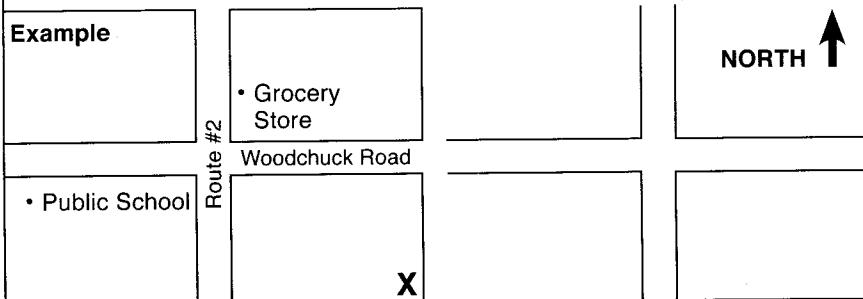 Example
NORTH
• Grocery
Store
Route #2
Woodchuck Road
• Public School
X